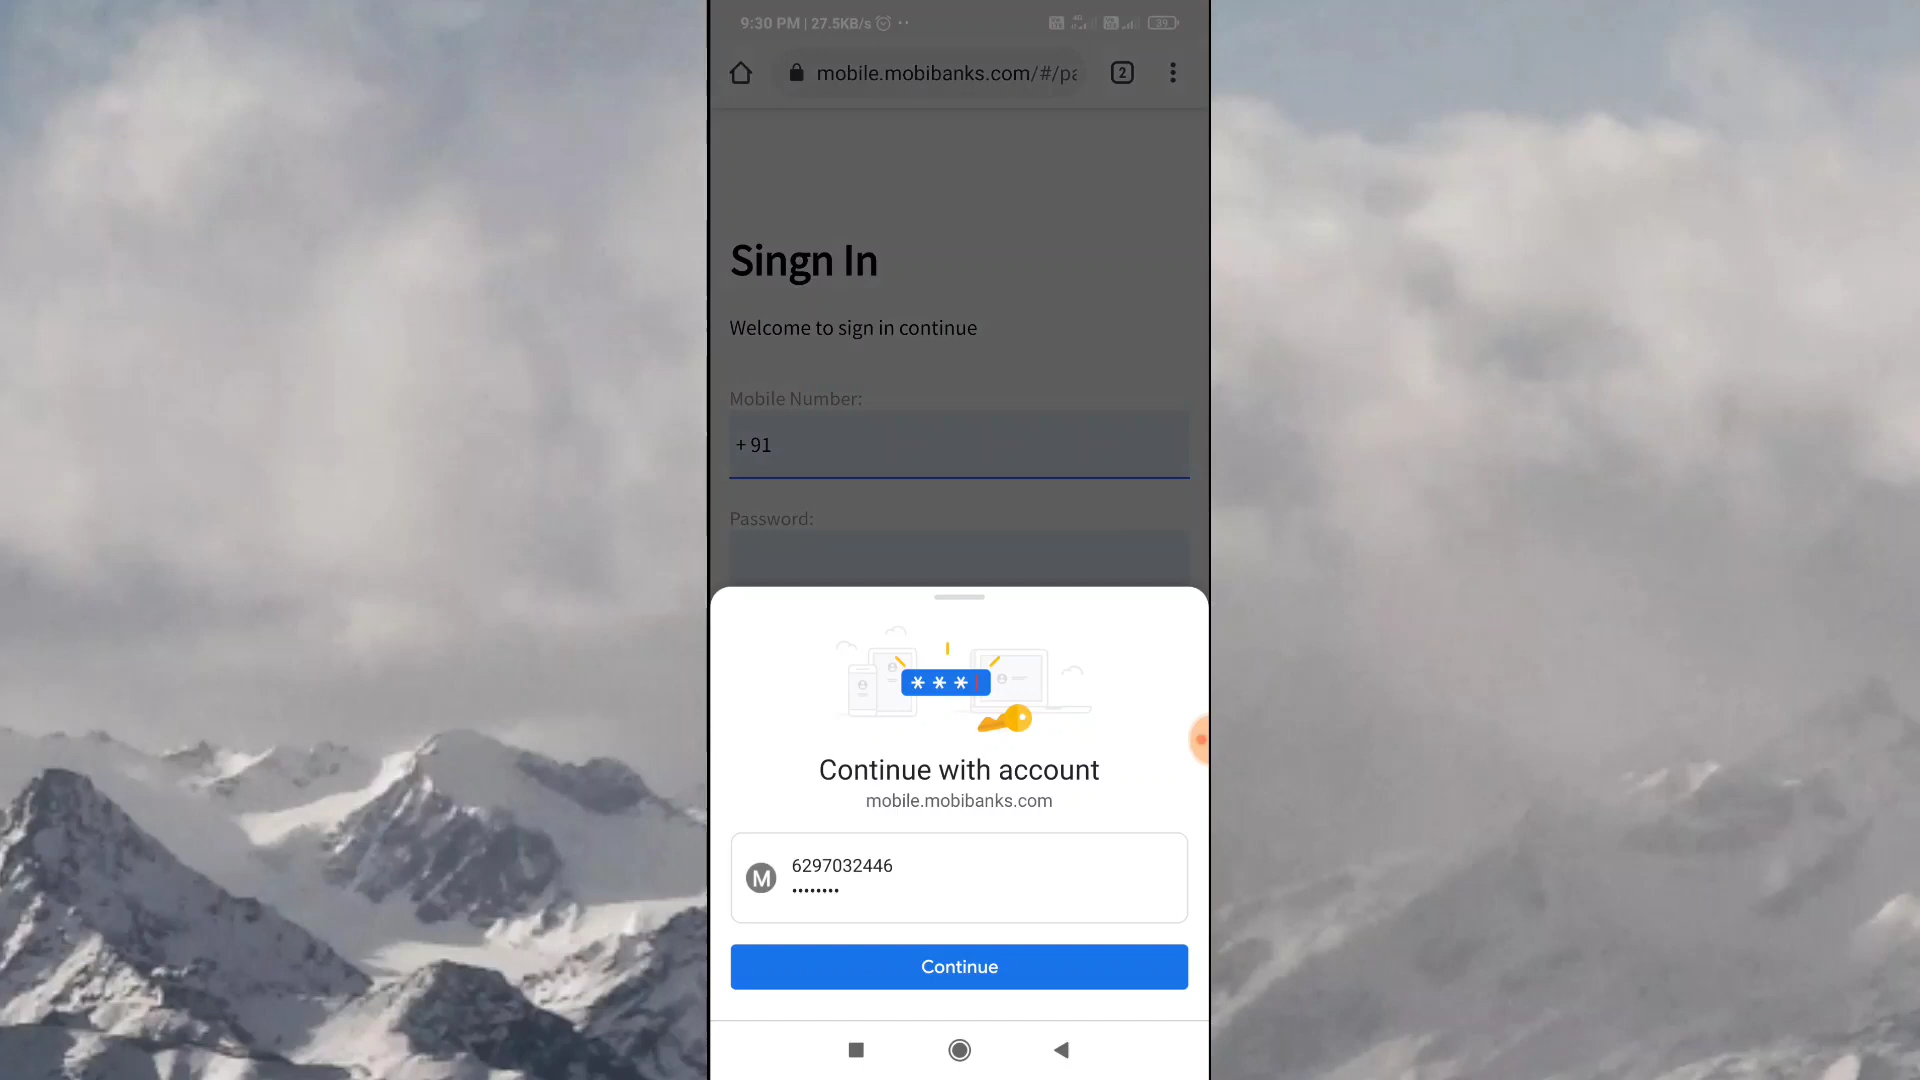 9:30 PM | 27.5KB/s
39
mobile.mobibanks.com/#/pa
2
Singn In
Welcome to sign in continue
Mobile Number:
+ 91
Password:
***
Continue with account
mobile.mobibanks.com
M
6297032446
••••••••
Continue